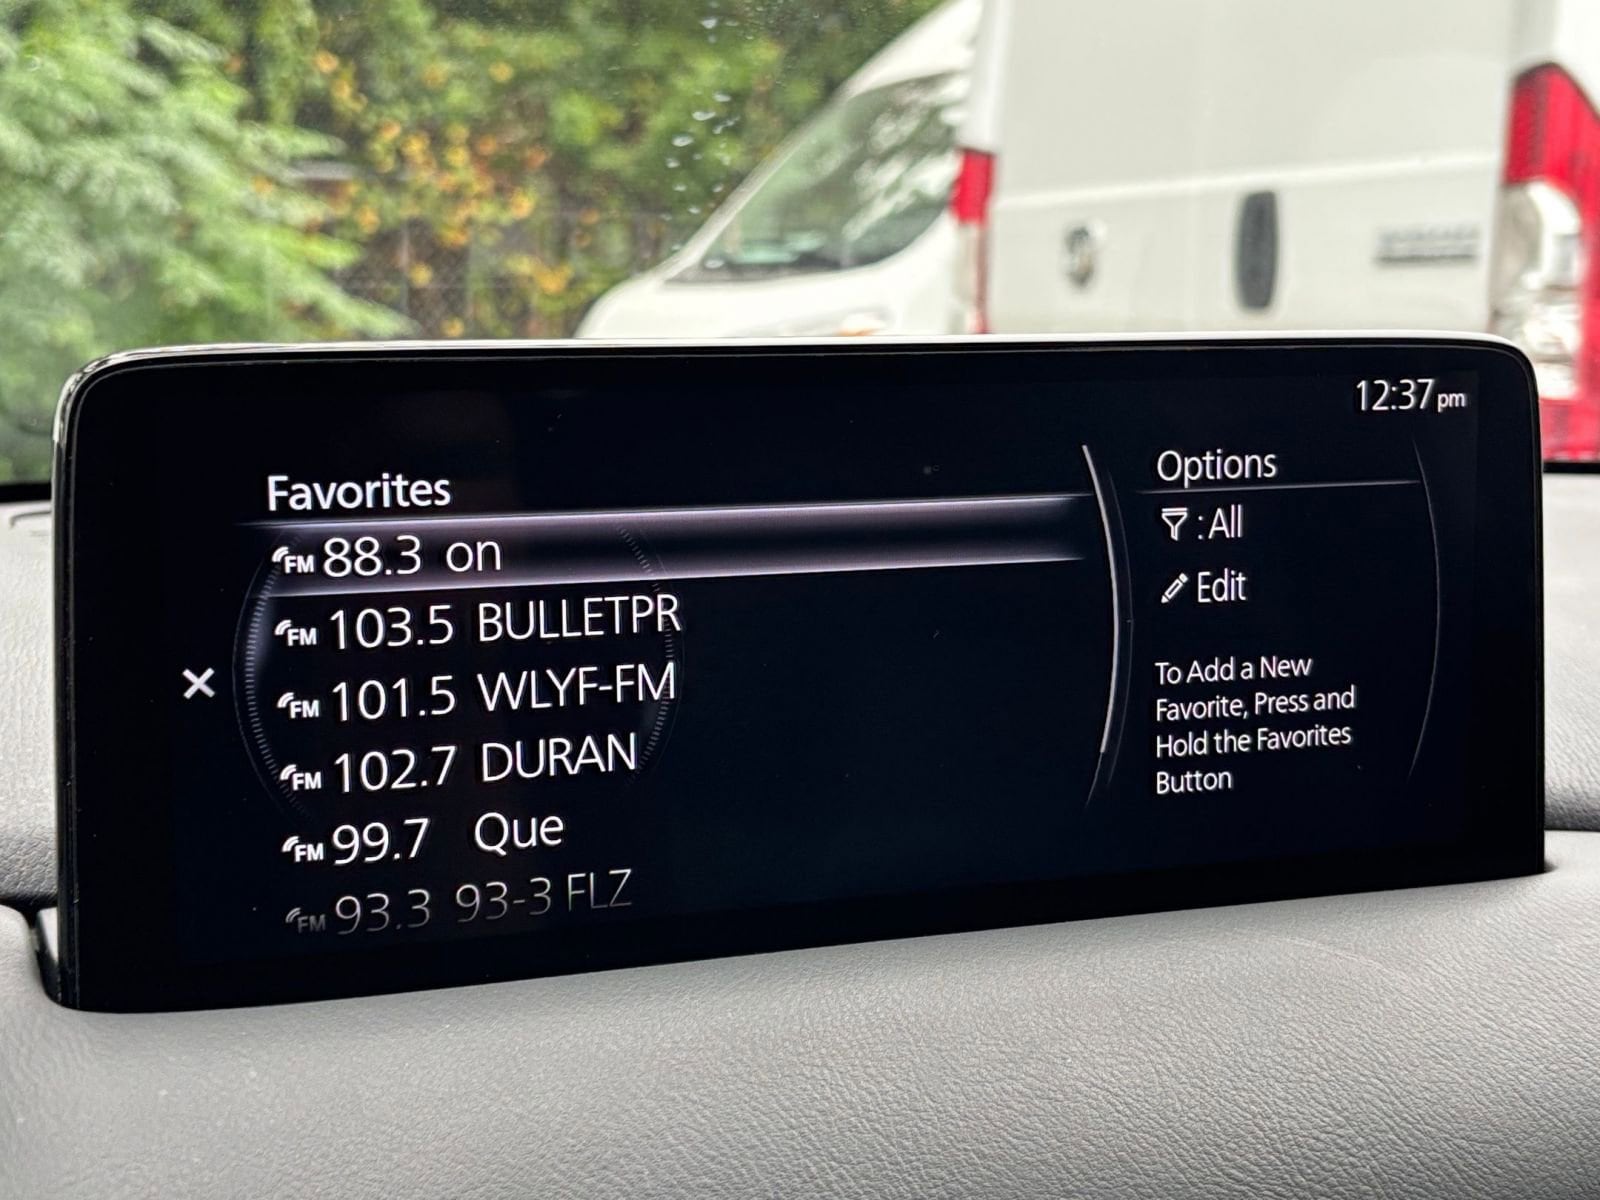 12:37 pm
Favorites
FM 88.3 on
FM 103.5 BULLETPR
FM 101.5 WLYF-FM
FM 102.7 DURAN
FM 99.7 Que
FM 93.3 93-3 FLZ
Options
: All
Edit
To Add a New
Favorite, Press and
Hold the Favorites
Button